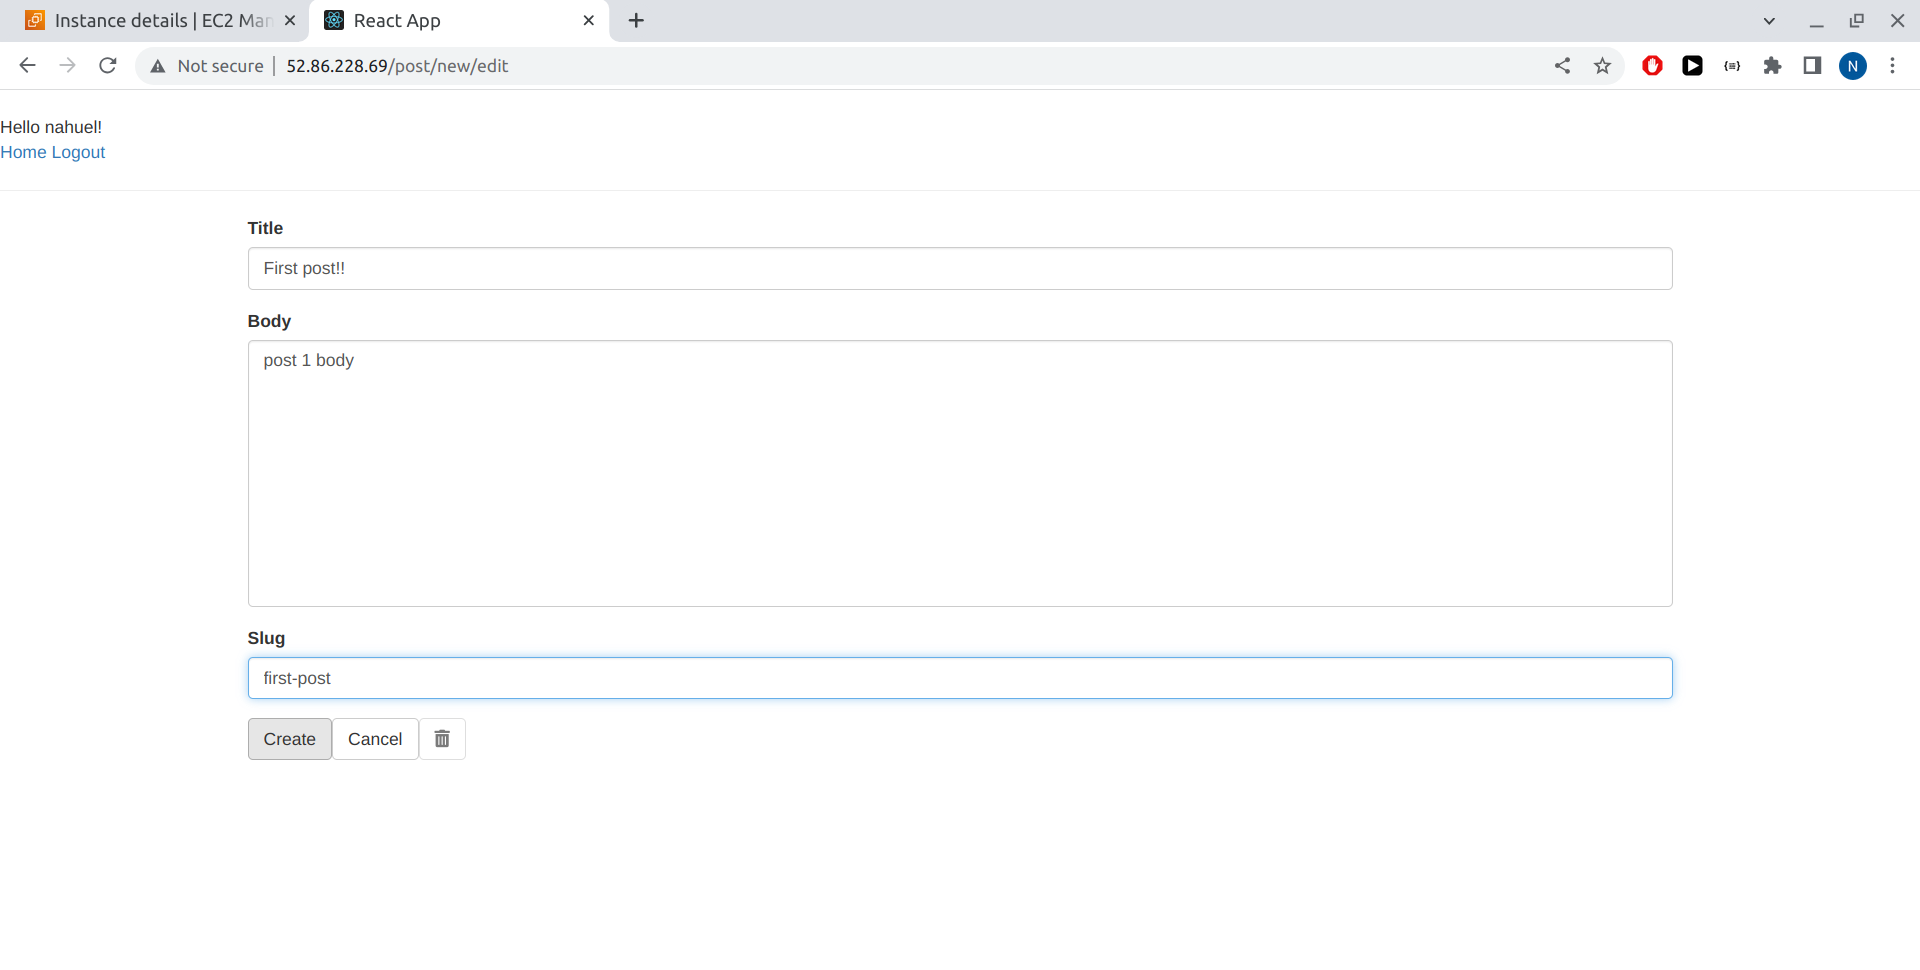 Instance details | EC2 Man
React App
Not secure | 52.86.228.69/post/new/edit
N
Hello nahuel!
Home Logout
Title
First post!!
Body
post 1 body
Slug
first-post
Create Cancel